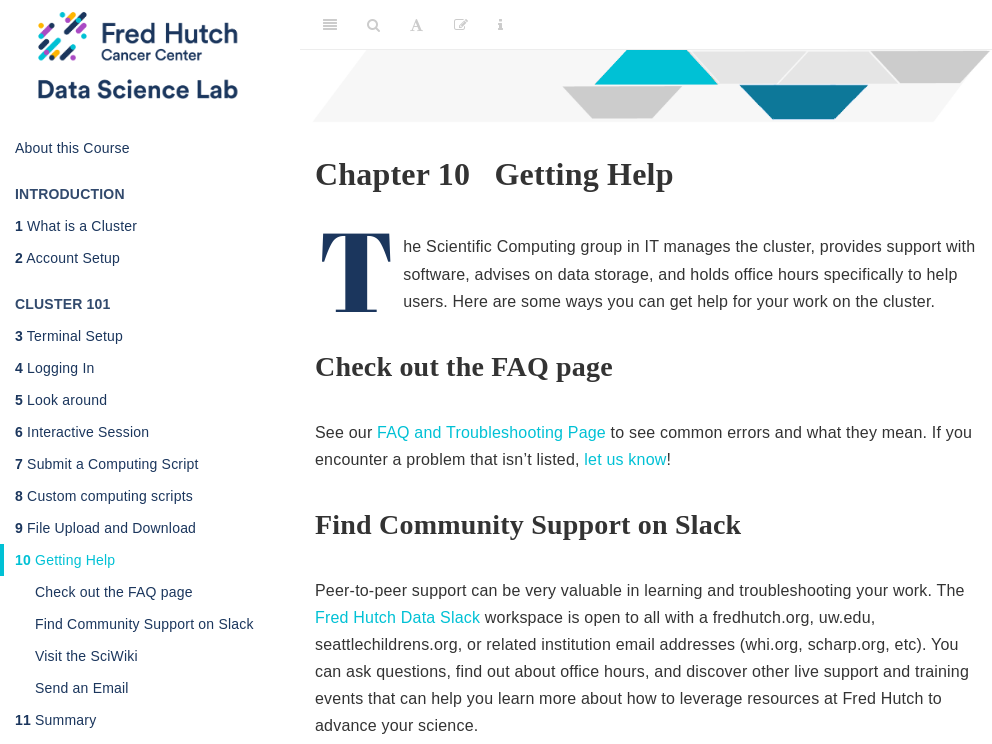 Fred Hutch
Cancer Center
Data Science Lab
About this Course
INTRODUCTION
1 What is a Cluster
2 Account Setup
CLUSTER 101
3 Terminal Setup
4 Logging In
5 Look around
6 Interactive Session
7 Submit a Computing Script
8 Custom computing scripts
9 File Upload and Download
10 Getting Help
Check out the FAQ page
Find Community Support on Slack
Visit the SciWiki
Send an Email
11 Summary
Chapter 10 Getting Help
The Scientific Computing group in IT manages the cluster, provides support with
software, advises on data storage, and holds office hours specifically to help
users. Here are some ways you can get help for your work on the cluster.
Check out the FAQ page
See our FAQ and Troubleshooting Page to see common errors and what they mean. If you
encounter a problem that isn’t listed, let us know!
Find Community Support on Slack
Peer-to-peer support can be very valuable in learning and troubleshooting your work. The
Fred Hutch Data Slack workspace is open to all with a fredhutch.org, uw.edu,
seattlechildrens.org, or related institution email addresses (whi.org, scharp.org, etc). You
can ask questions, find out about office hours, and discover other live support and training
events that can help you learn more about how to leverage resources at Fred Hutch to
advance your science.